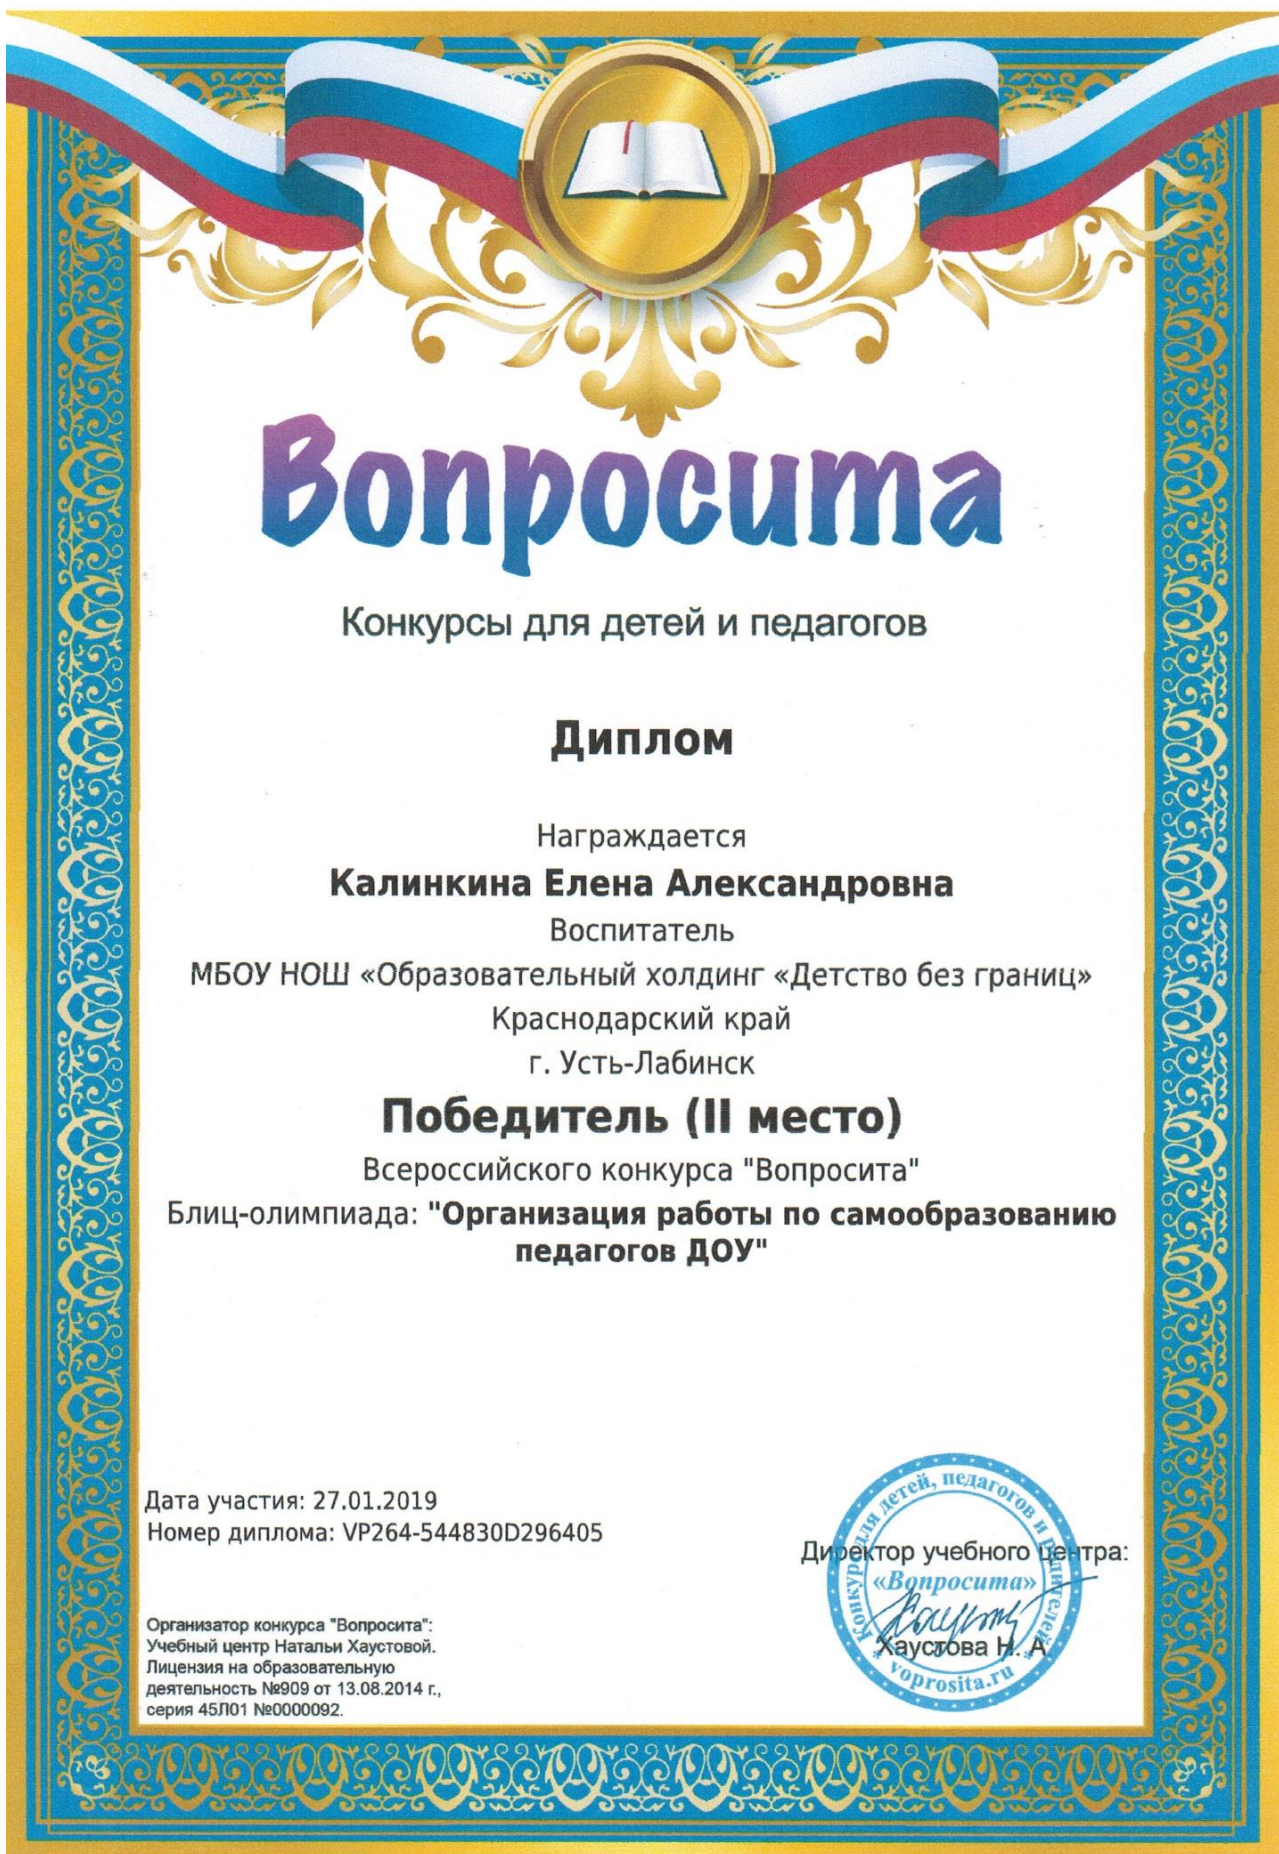 Вопросита
Конкурсы для детей и педагогов
Диплом
Награждается
Калинкина Елена Александровна
Воспитатель
МБОУ НОШ «Образовательный холдинг «Детство без границ»
Краснодарский край
г. Усть-Лабинск
Победитель (II место)
Всероссийского конкурса "Вопросита"
Блиц-олимпиада: "Организация работы по самообразованию
педагогов ДОУ"
Дата участия: 27.01.2019
Номер диплома: VP264-544830D296405
Организатор конкурса "Вопросита":
Учебный центр Натальи Хаустовой.
Лицензия на образовательную
деятельность №909 от 13.08.2014 г.,
серия 45Л01 №0000092.
Директор учебного центра:
Хаустова Н. А.
Конкурсы для детей, педагогов и родителей
«Вопросита»
voprosita.ru